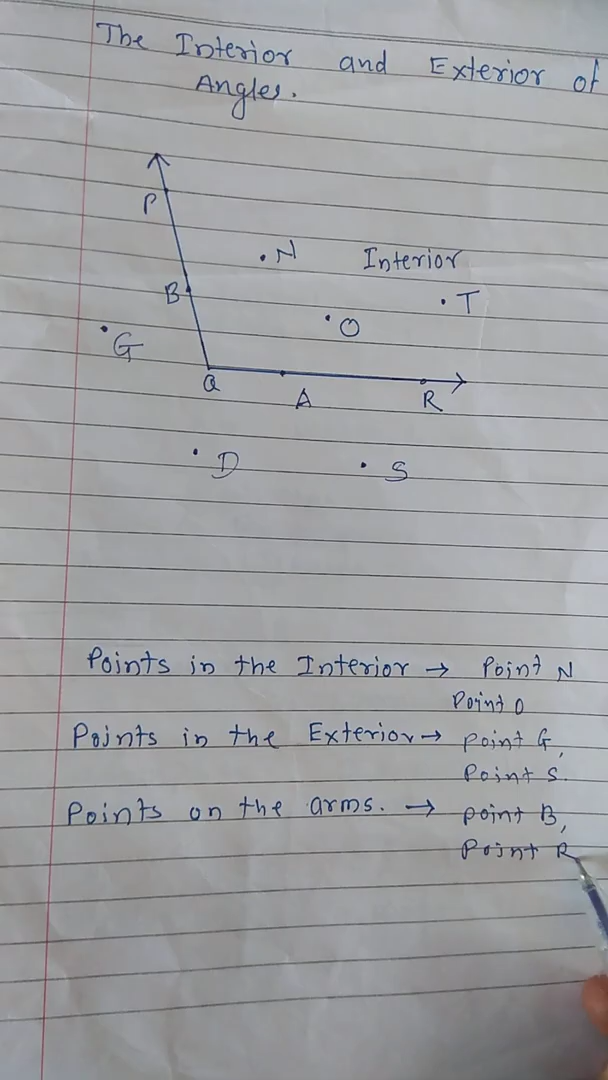 The Interior and Exterior of
Angles.
P
N
Interior
B
T
O
G
Q
A
R
D
S
Points in the Interior → Point N
Point O
Points in the Exterior → point G,
Point S.
Points on the arms. → point B,
Point R